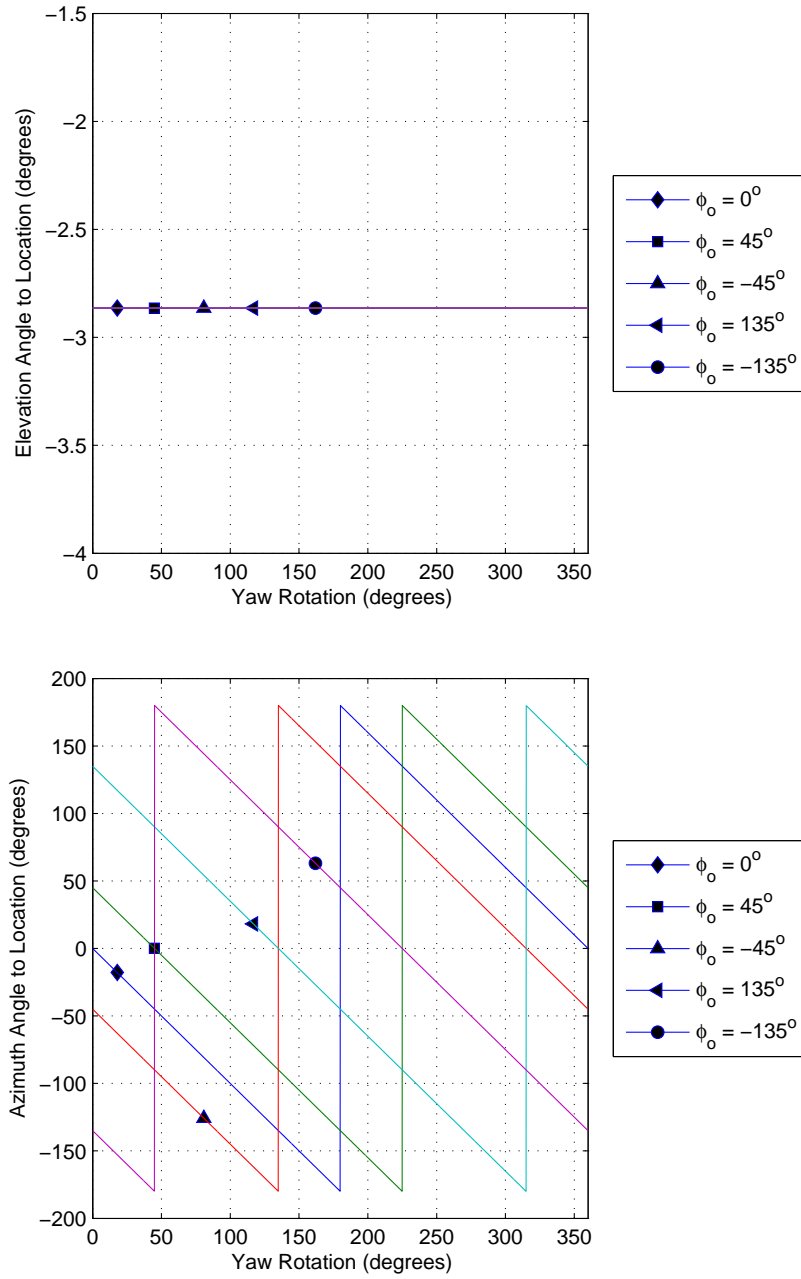 −1.5
−2
−2.5
−3
−3.5
−4
Elevation Angle to Location (degrees)
0 50 100 150 200 250 300 350
Yaw Rotation (degrees)
ϕo = 0o
ϕo = 45o
ϕo = −45o
ϕo = 135o
ϕo = −135o
200
150
100
50
0
−50
−100
−150
−200
Azimuth Angle to Location (degrees)
0 50 100 150 200 250 300 350
Yaw Rotation (degrees)
ϕo = 0o
ϕo = 45o
ϕo = −45o
ϕo = 135o
ϕo = −135o